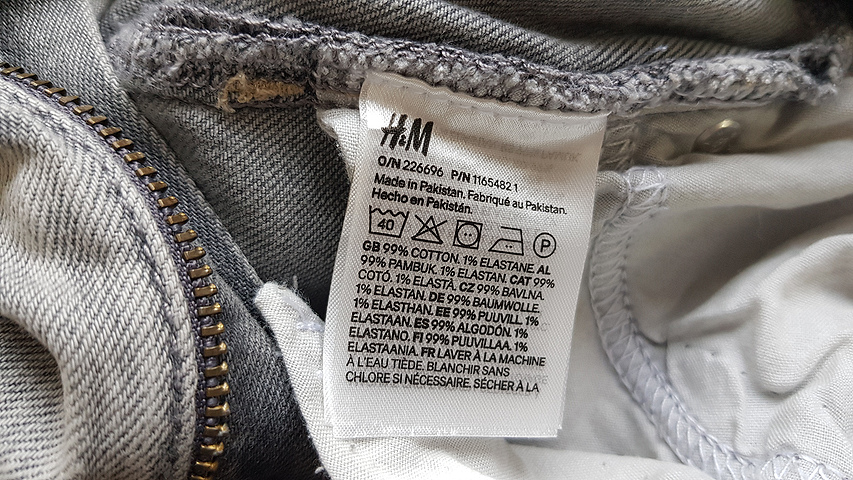 H&M
O/N 226696 P/N 1165482 1
Made in Pakistan. Fabriqué au Pakistan.
Hecho en Pakistán.
40 P
GB 99% COTTON. 1% ELASTANE. AL
99% PAMBUK. 1% ELASTAN. CAT 99%
COTÓ. 1% ELASTÀ. CZ 99% BAVLNA.
1% ELASTAN. DE 99% BAUMWOLLE.
1% ELASTHAN. EE 99% PUUVILL. 1%
ELASTAAN. ES 99% ALGODÓN. 1%
ELASTANO. FI 99% PUUVILLAA. 1%
ELASTAANIA. FR LAVER À LA MACHINE
À L'EAU TIÈDE. BLANCHIR SANS
CHLORE SI NÉCESSAIRE. SÉCHER À LA